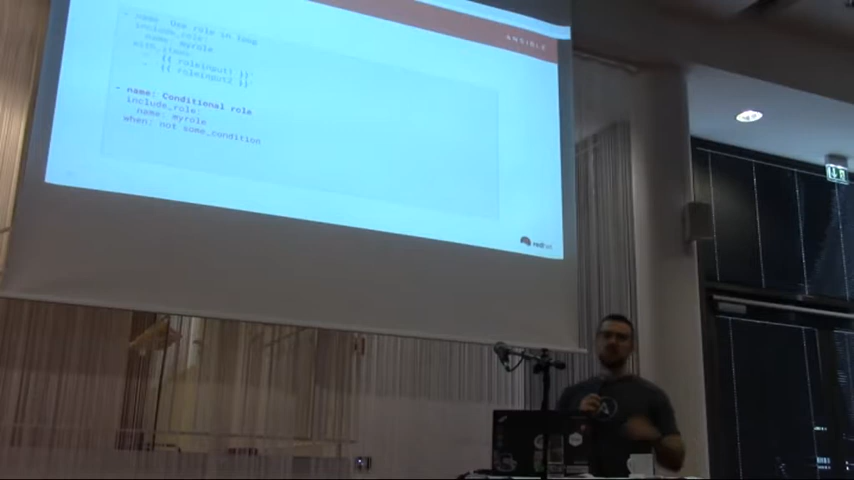 ANSIBLE
- name: Use role in loop
include_role:
name: myrole
with_items:
- {{ roleinput1 }}
- {{ roleinput2 }}
- name: Conditional role
include_role:
name: myrole
when: not some_condition
redhat